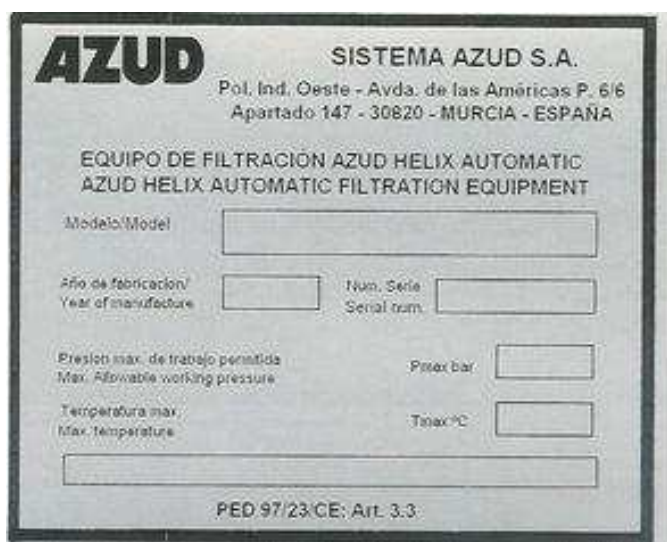 AZUD
SISTEMA AZUD S.A.
Pol. Ind. Oeste - Avda. de las Américas P. 6/6
Apartado 147 - 30820 - MURCIA - ESPAÑA
EQUIPO DE FILTRACIÓN AZUD HELIX AUTOMATIC
AZUD HELIX AUTOMATIC FILTRATION EQUIPMENT
Modelo/Model
Año de fabricación/
Year of manufacture
Num. Serie
Serial num.
Presion max. de trabajo permitida
Max. Allowable working pressure
Pmax bar
Temperatura max.
Max. temperature
Tmax ºC
PED 97/23/CE: Art. 3.3